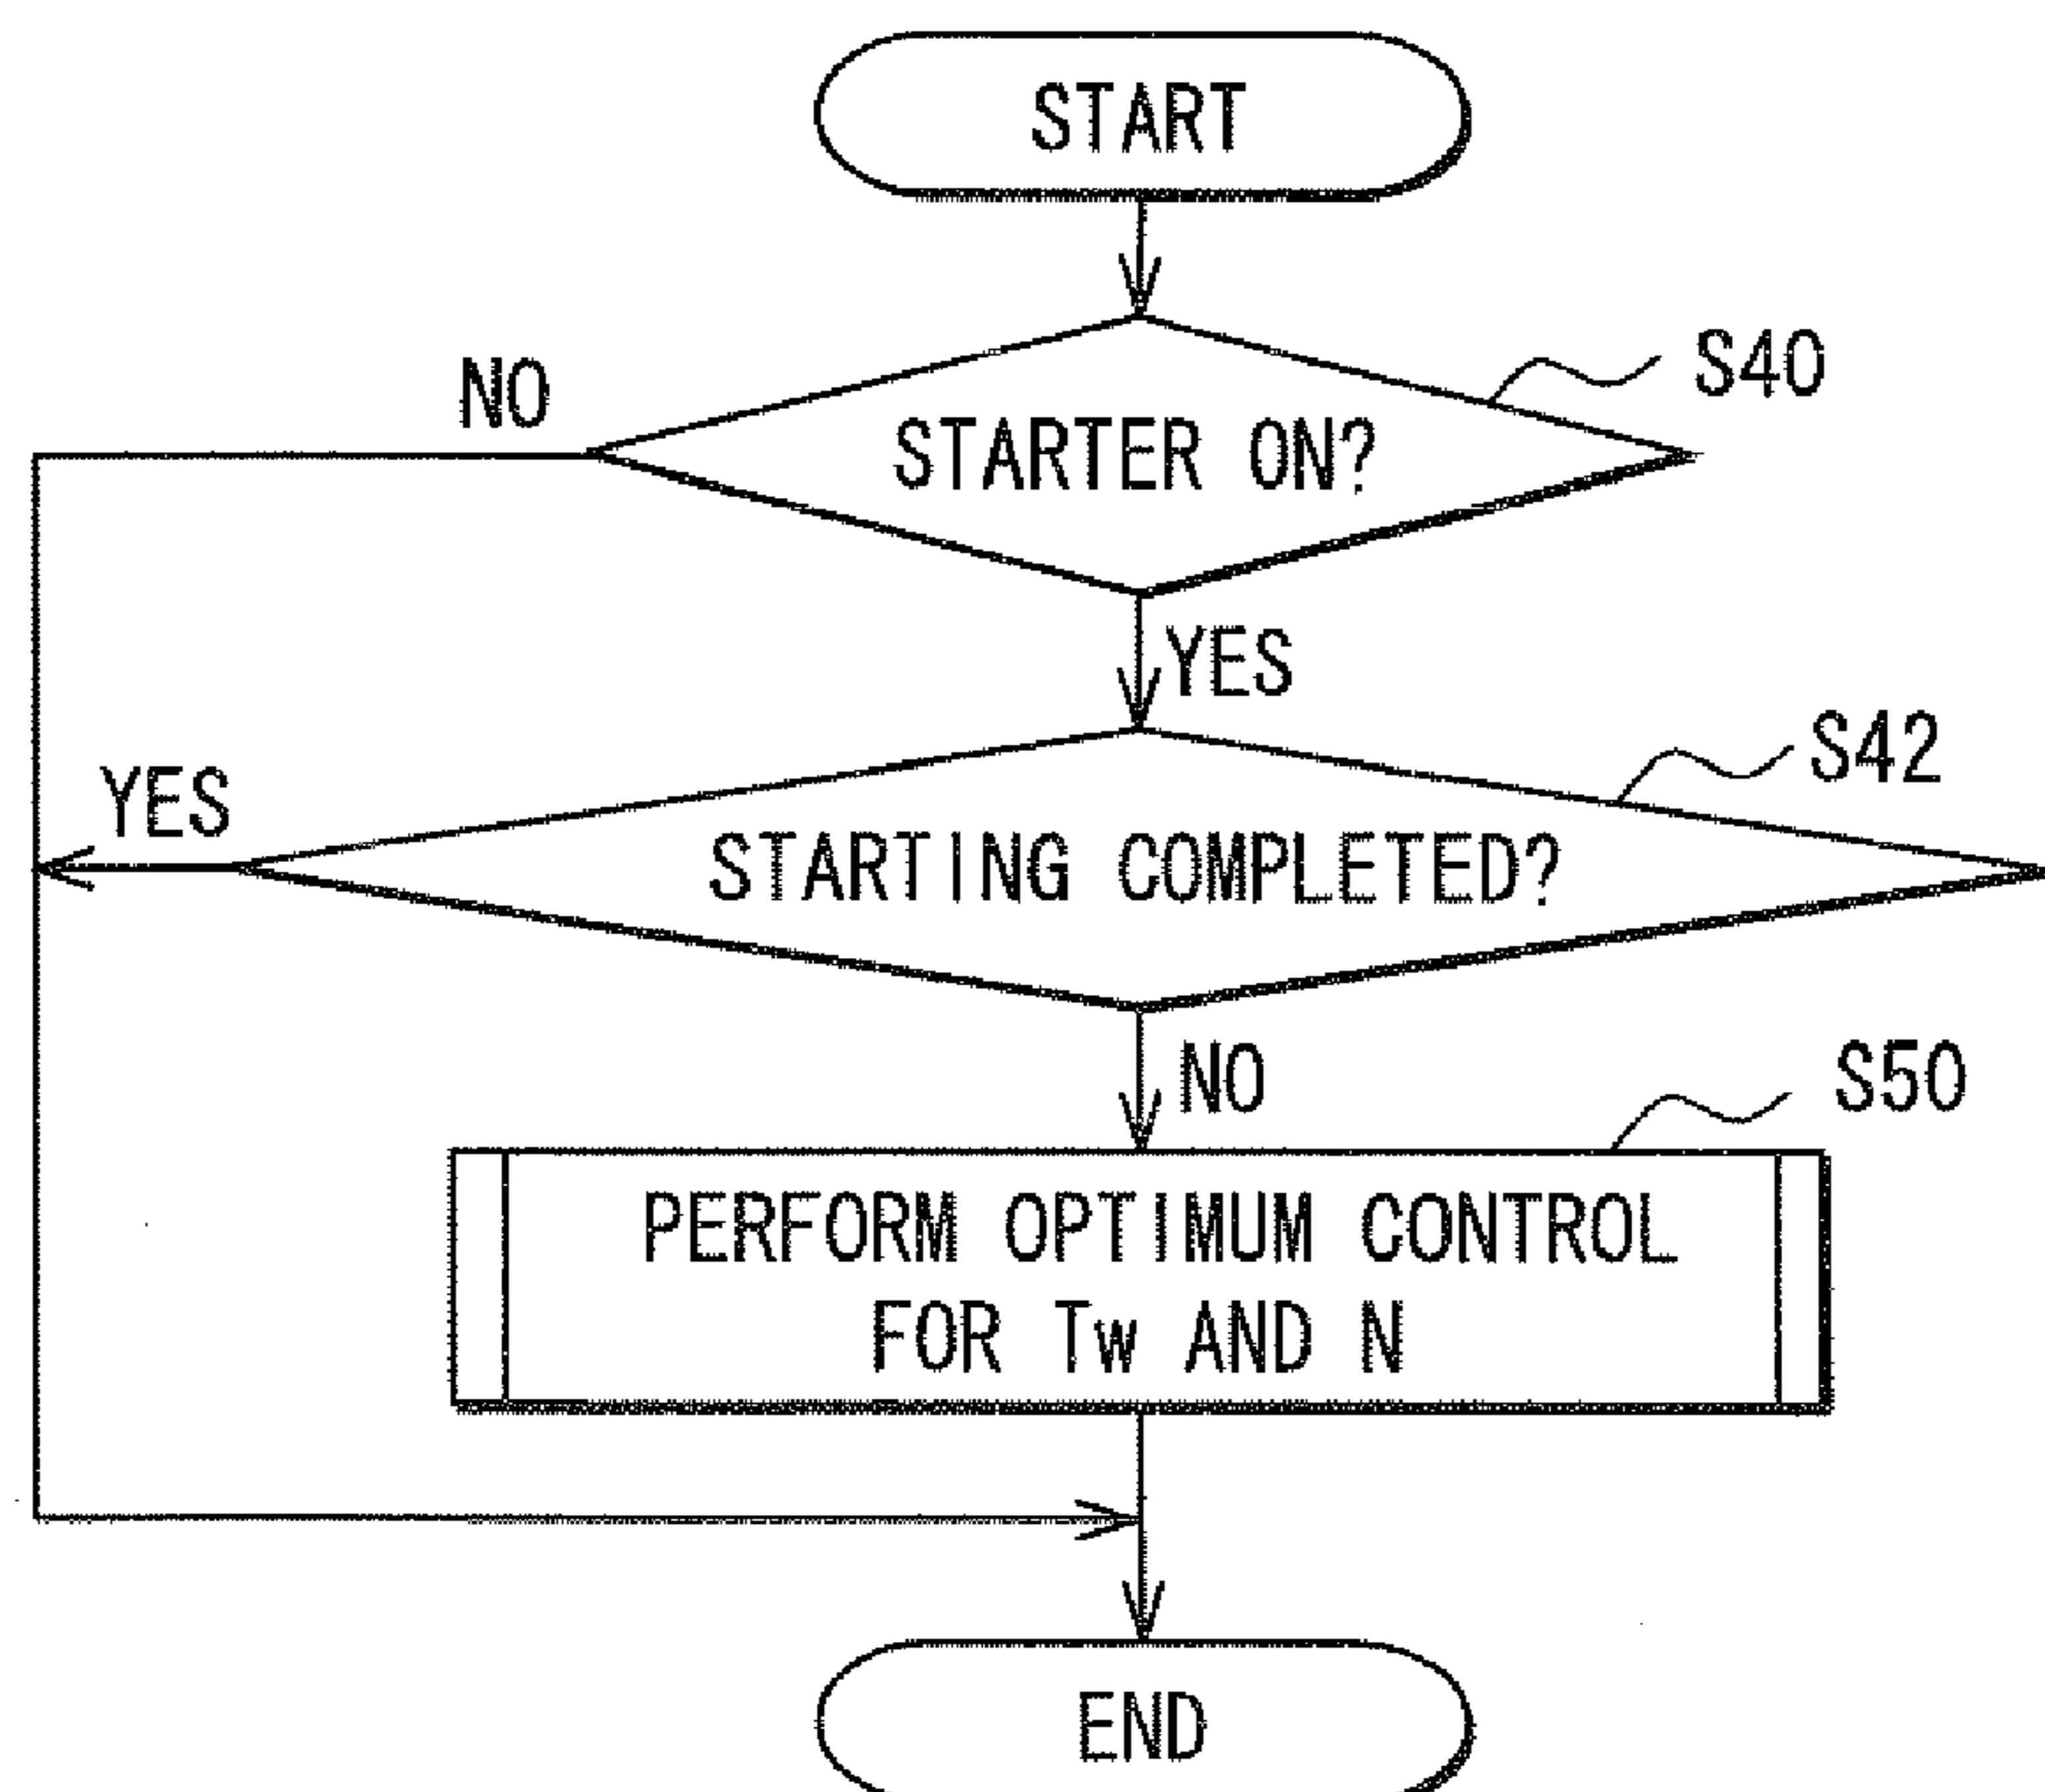 START
NO
S40
STARTER ON?
YES
S42
YES
STARTING COMPLETED?
NO
S50
PERFORM OPTIMUM CONTROL
FOR Tw AND N
END